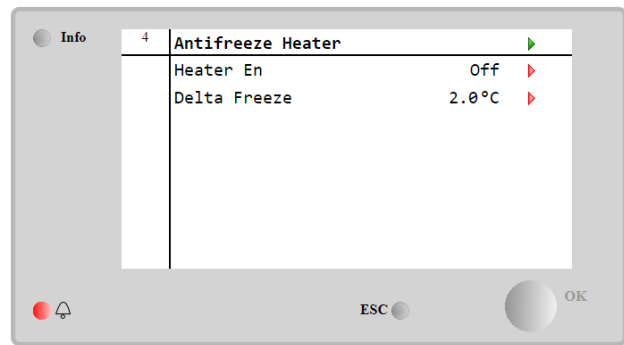 Info
4 Antifreeze Heater
Heater En Off
Delta Freeze 2.0°C
ESC
OK